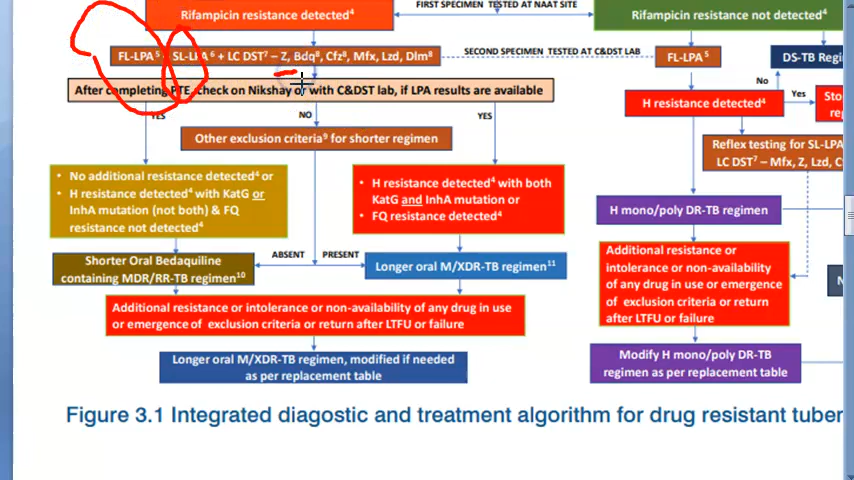 FIRST SPECIMEN TESTED AT NAAT SITE
Rifampicin resistance detected⁴
Rifampicin resistance not detected⁴
FL-LPA⁵ SL-LPA⁶ + LC DST⁷ – Z, Bdq⁸, Cfz⁸, Mfx, Lzd, Dlm⁸
SECOND SPECIMEN TESTED AT C&DST LAB
FL-LPA⁵
DS-TB Regi
After completing PTE, check on Nikshay or with C&DST lab, if LPA results are available
YES
NO
YES
No
Yes
H resistance detected⁴
Sto
reg
Other exclusion criteria⁹ for shorter regimen
Reflex testing for SL-LPA
LC DST⁷ – Mfx, Z, Lzd, C
• No additional resistance detected⁴ or
• H resistance detected⁴ with KatG or
InhA mutation (not both) & FQ
resistance not detected⁴
• H resistance detected⁴ with both
KatG and InhA mutation or
• FQ resistance detected⁴
H mono/poly DR-TB regimen
Shorter Oral Bedaquiline
containing MDR/RR-TB regimen¹⁰
ABSENT
PRESENT
Longer oral M/XDR-TB regimen¹¹
Additional resistance or
intolerance or non-availability
of any drug in use or emergence
of exclusion criteria or return
after LTFU or failure
N
Additional resistance or intolerance or non-availability of any drug in use
or emergence of exclusion criteria or return after LTFU or failure
Longer oral M/XDR-TB regimen, modified if needed
as per replacement table
Modify H mono/poly DR-TB
regimen as per replacement table
Figure 3.1 Integrated diagnostic and treatment algorithm for drug resistant tuber